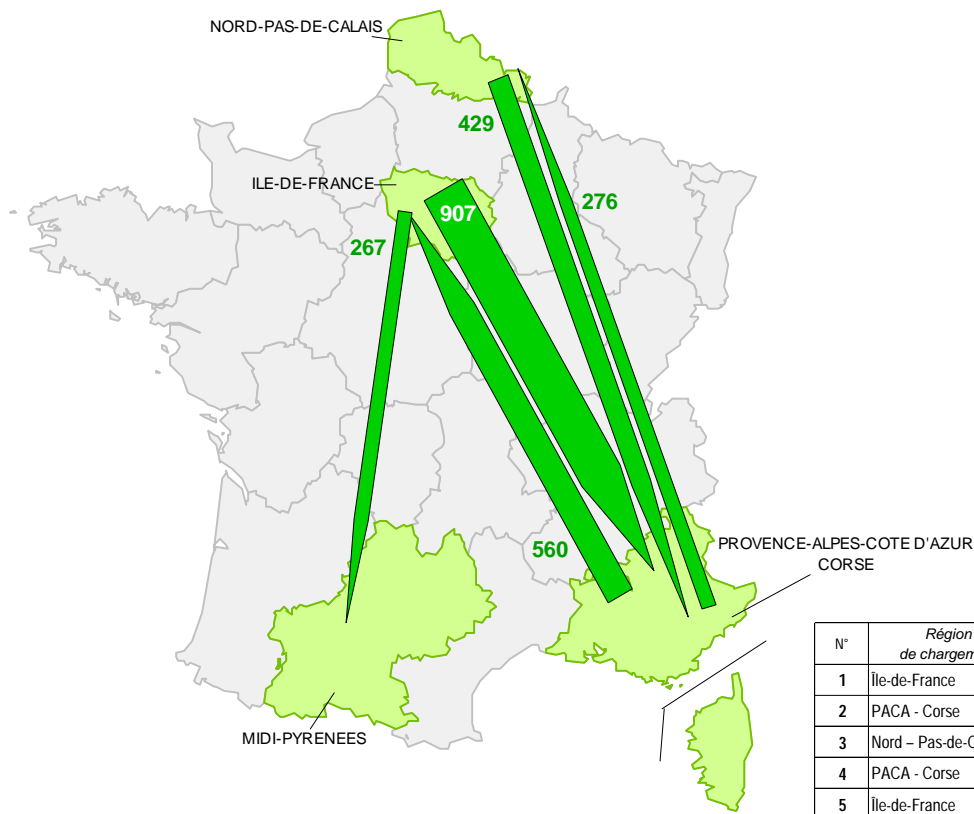 NORD-PAS-DE-CALAIS
429
ILE-DE-FRANCE
276
907
267
560
PROVENCE-ALPES-COTE D'AZUR
CORSE
MIDI-PYRENEES
N° Région
de chargem
1 Île-de-France
2 PACA - Corse
3 Nord – Pas-de-C
4 PACA - Corse
5 Île-de-France